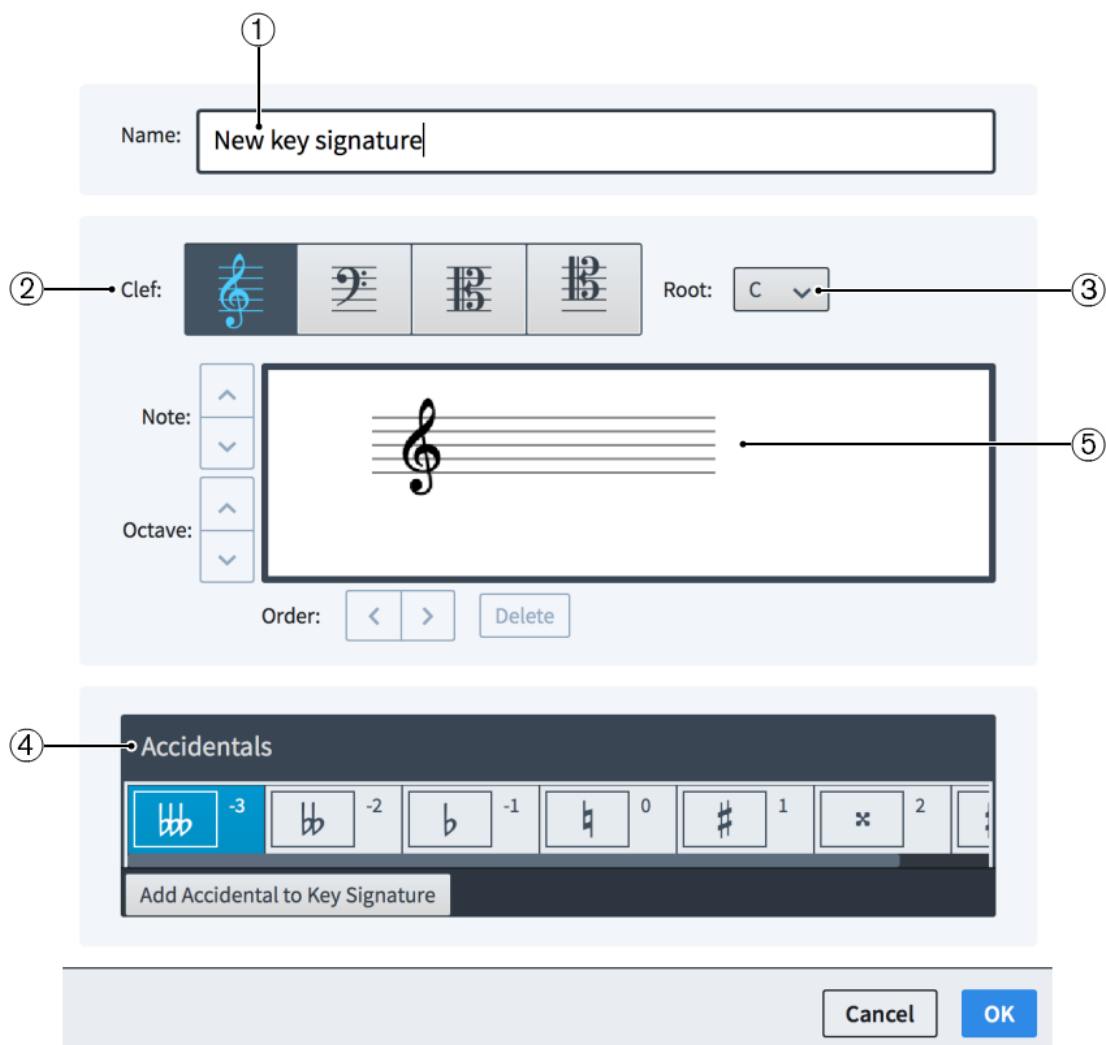 ①
Name: New key signature
② Clef: Root: C ③
Note:
⑤
Octave:
Order: Delete
④ Accidentals
-3 -2 -1 0 1 2
Add Accidental to Key Signature
Cancel OK